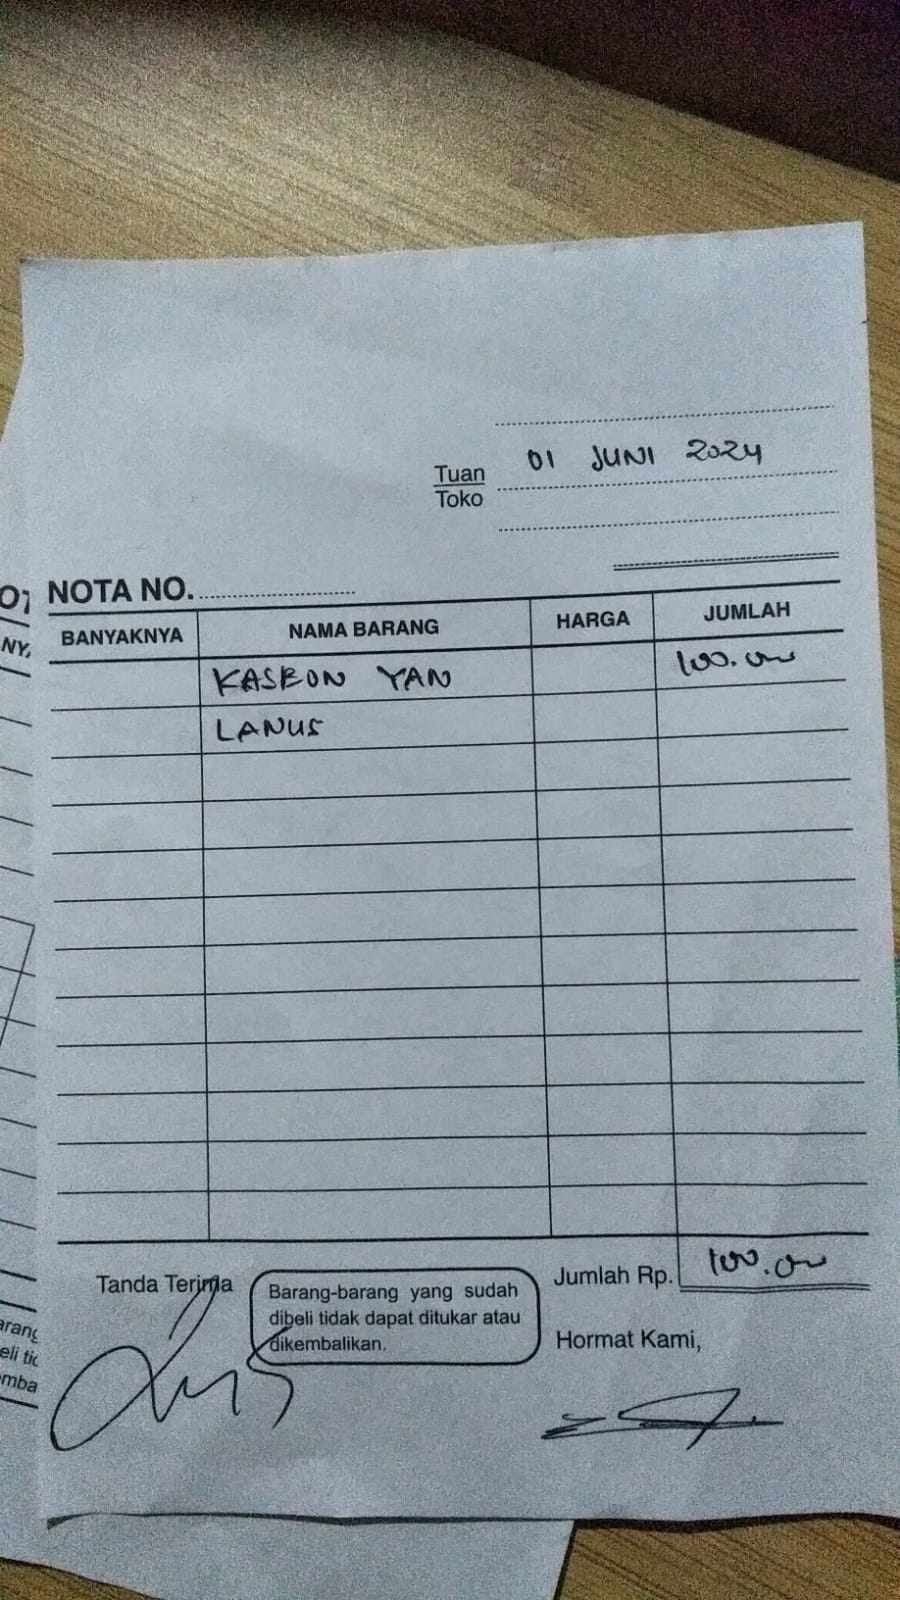 01 JUNI 2024
Tuan
Toko
NOTA NO.
BANYAKNYA NAMA BARANG HARGA JUMLAH
KASBON YAN 100.000
LANUS
Tanda Terima
Barang-barang yang sudah
dibeli tidak dapat ditukar atau
dikembalikan.
Jumlah Rp. 100.000
Hormat Kami,